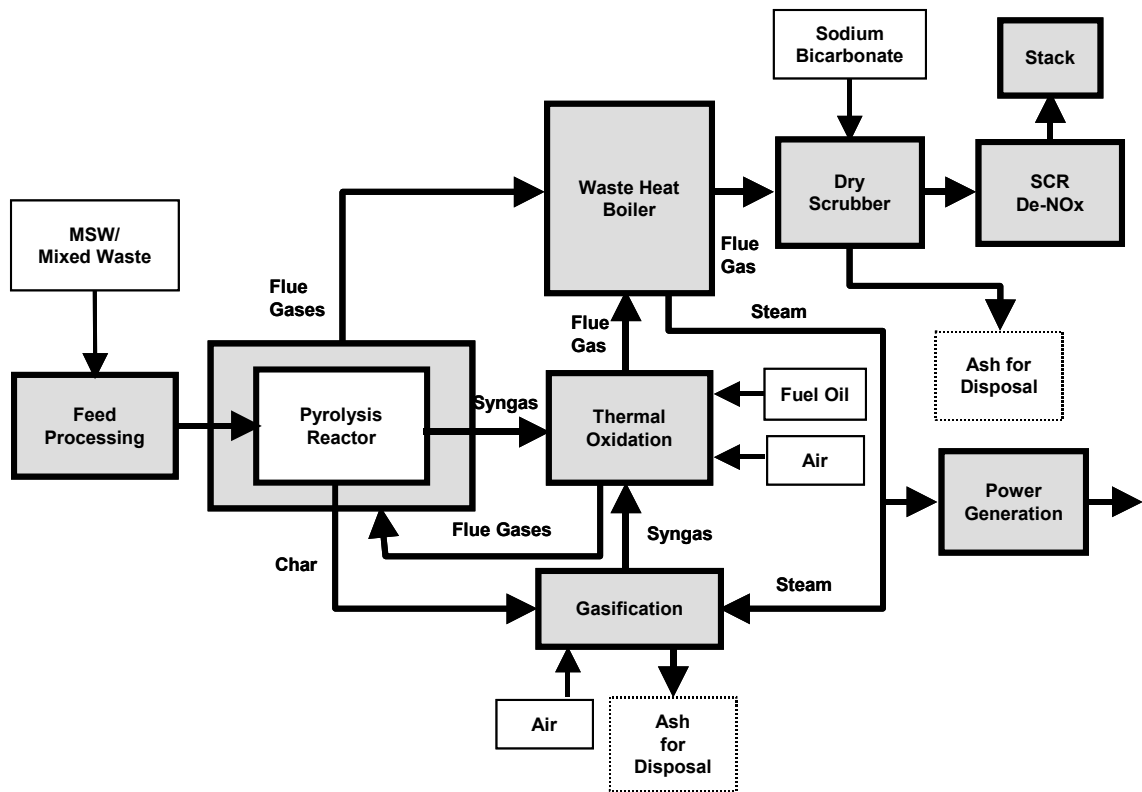 Sodium
Bicarbonate
Stack
Waste Heat
Boiler
Dry
Scrubber
SCR
De-NOx
MSW/
Mixed Waste
Flue
Gas
Flue
Gases
Steam
Flue
Gas
Ash for
Disposal
Feed
Processing
Pyrolysis
Reactor
Syngas
Thermal
Oxidation
Fuel Oil
Air
Power
Generation
Flue Gases
Syngas
Char
Gasification
Steam
Air
Ash
for
Disposal